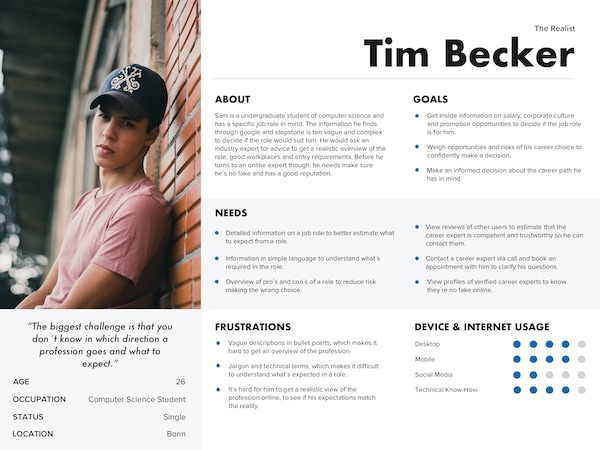 The Realist
Tim Becker
ABOUT
Sam is a undergraduate student of computer science and
has a specific job role in mind. The information he finds
through google and stepstone is too vague and complex
to decide if the role would suit him. He would ask an
industry expert for advice to get a realistic overview of the
role, good workplaces and entry requirements. Before he
turns to an online expert though, he needs make sure
he´s no fake and has a good reputation.
GOALS
Get inside information on salary, corporate culture
and promotion opportunities to decide if the job role
is for him.
Weigh opportunities and risks of his career choice to
confidently make a decision.
Make an informed decision about the career path he
has in mind.
NEEDS
Detailed information on a job role to better estimate what
to expect from a role.
Information in simple language to understand what´s
required in the role.
Overview of pro´s and con´s of a role to reduce risk
making the wrong choice.
View reviews of other users to estimate that the
career expert is competent and trustworthy so he can
contact them.
Contact a career expert via call and book an
appointment with him to clarify his questions.
View profiles of verified career experts to know
they're no fake online.
“The biggest challenge is that you
don´t know in which direction a
profession goes and what to
expect.”
AGE 26
OCCUPATION Computer Science Student
STATUS Single
LOCATION Bonn
FRUSTRATIONS
Vague descriptions in bullet points, which makes it
hard to get an overview of the profession.
Jargon and technical terms, which makes it difficult
to understand what´s expected in a role.
It´s hard for him to get a realistic view of the
profession online, to see if his expectations match
the reality.
DEVICE & INTERNET USAGE
Desktop
Mobile
Social Media
Technical Know-How